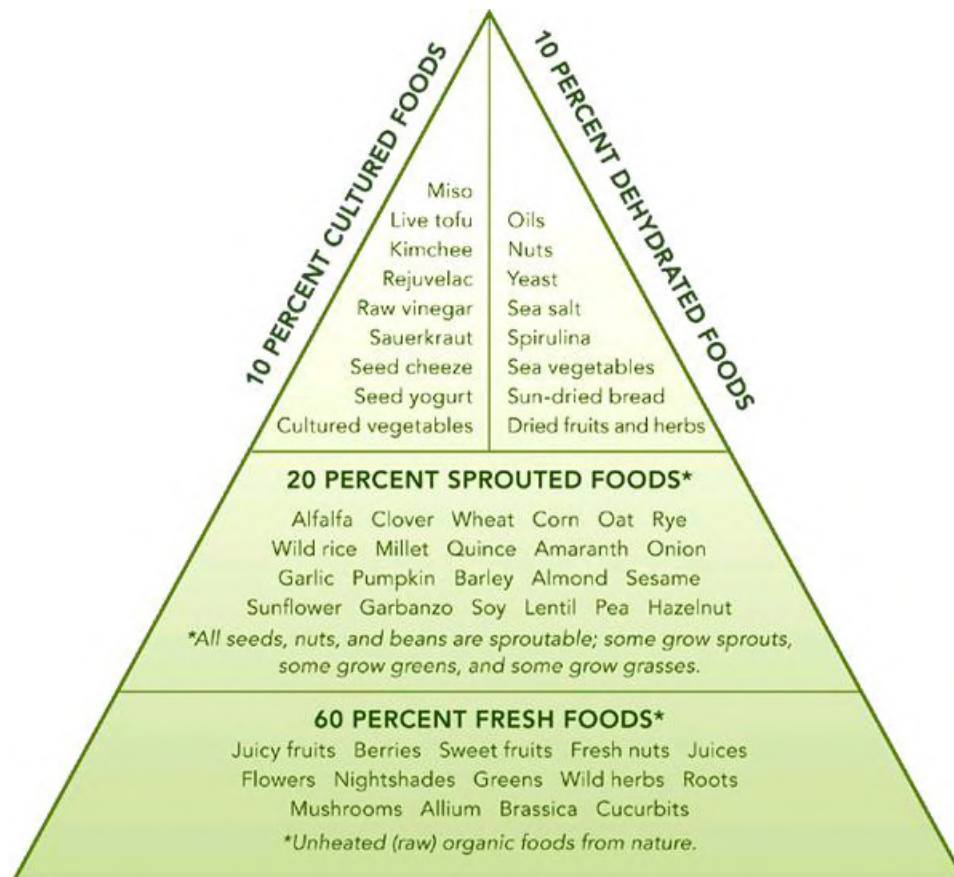 10 PERCENT CULTURED FOODS
10 PERCENT DEHYDRATED FOODS
Miso
Live tofu
Kimchee
Rejuvelac
Raw vinegar
Sauerkraut
Seed cheeze
Seed yogurt
Cultured vegetables
Oils
Nuts
Yeast
Sea salt
Spirulina
Sea vegetables
Sun-dried bread
Dried fruits and herbs
20 PERCENT SPROUTED FOODS*
Alfalfa Clover Wheat Corn Oat Rye
Wild rice Millet Quince Amaranth Onion
Garlic Pumpkin Barley Almond Sesame
Sunflower Garbanzo Soy Lentil Pea Hazelnut
*All seeds, nuts, and beans are sproutable; some grow sprouts,
some grow greens, and some grow grasses.
60 PERCENT FRESH FOODS*
Juicy fruits Berries Sweet fruits Fresh nuts Juices
Flowers Nightshades Greens Wild herbs Roots
Mushrooms Allium Brassica Cucurbits
*Unheated (raw) organic foods from nature.